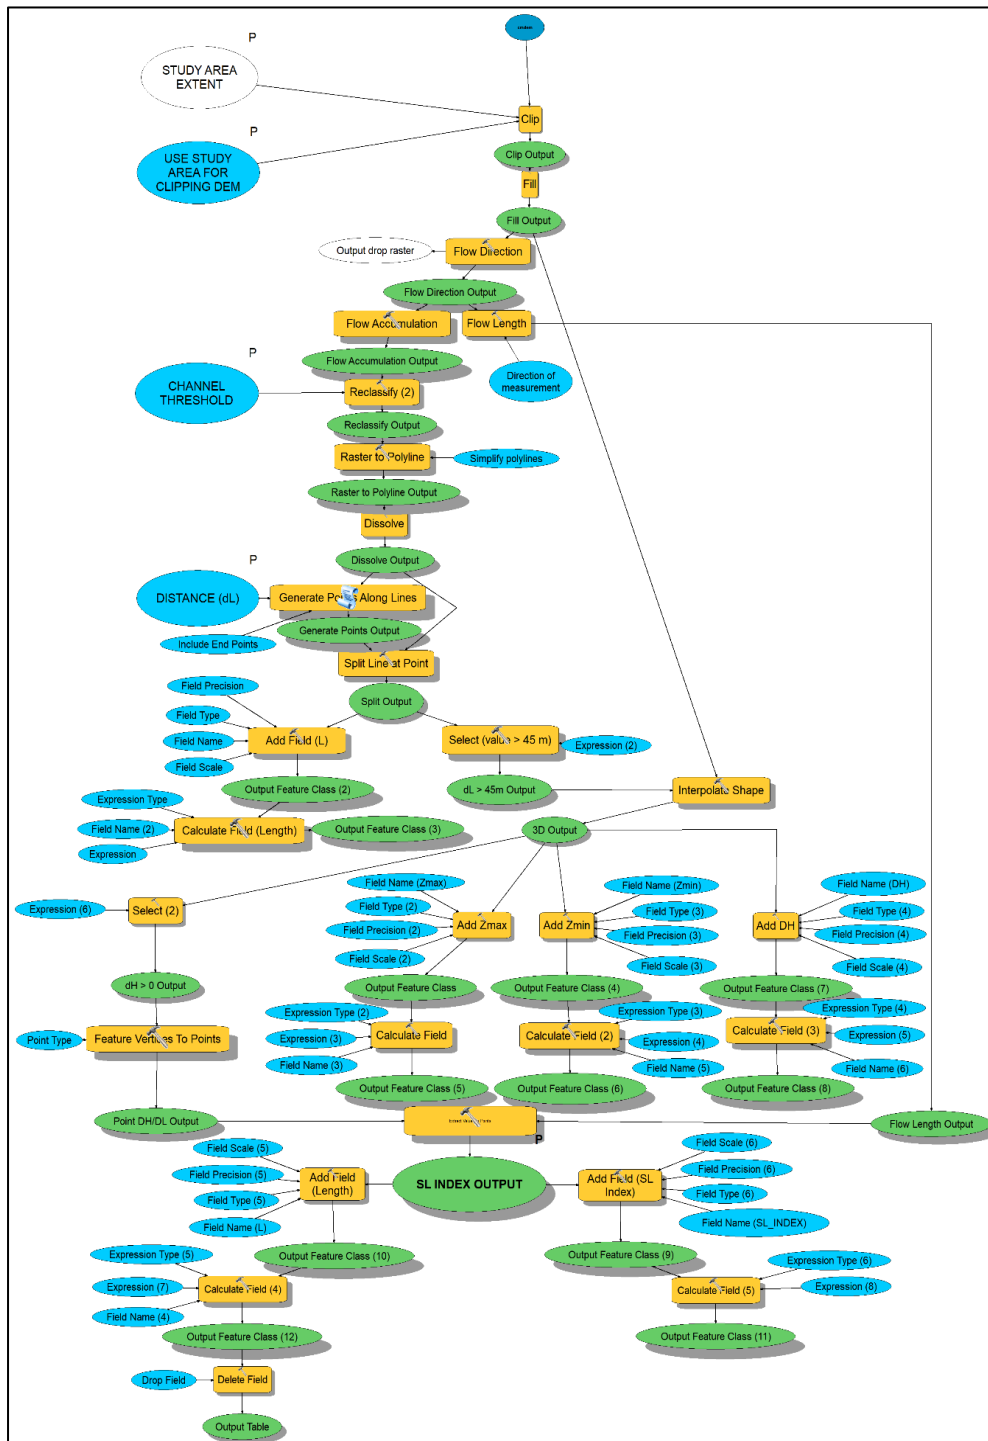 P
STUDY AREA
EXTENT
Clip
P
USE STUDY
AREA FOR
CLIPPING DEM
Clip Output
Fill
Fill Output
Output drop raster
Flow Direction
Flow Direction Output
Flow Accumulation
Flow Length
P
Flow Accumulation Output
Direction of
measurement
CHANNEL
THRESHOLD
Reclassify (2)
Reclassify Output
Raster to Polyline
Simplify polylines
Raster to Polyline Output
Dissolve
P
Dissolve Output
DISTANCE (dL)
Generate Points Along Lines
Include End Points
Generate Points Output
Split Line at Point
Field Precision
Split Output
Field Type
Field Name
Add Field (L)
Select (value > 45 m)
Expression (2)
Field Scale
Output Feature Class (2)
dL > 45m Output
Interpolate Shape
Expression Type
Field Name (2)
Calculate Field (Length)
Output Feature Class (3)
3D Output
Expression
Field Name (Zmax)
Field Name (Zmin)
Field Name (DH)
Expression (6)
Select (2)
Field Type (2)
Field Type (3)
Field Type (4)
Field Precision (2)
Add Zmax
Add Zmin
Field Precision (3)
Add DH
Field Precision (4)
Field Scale (2)
Field Scale (3)
Field Scale (4)
dH > 0 Output
Output Feature Class
Output Feature Class (4)
Output Feature Class (7)
Expression Type (2)
Expression Type (3)
Expression Type (4)
Point Type
Feature Vertices To Points
Expression (3)
Calculate Field
Calculate Field (2)
Expression (4)
Calculate Field (3)
Expression (5)
Field Name (3)
Field Name (5)
Field Name (6)
Output Feature Class (5)
Output Feature Class (6)
Output Feature Class (8)
Point DH/DL Output
Flow Length Output
P
Field Scale (5)
Field Scale (6)
Field Precision (5)
Add Field
(Length)
SL INDEX OUTPUT
Add Field (SL
Index)
Field Precision (6)
Field Type (5)
Field Type (6)
Field Name (L)
Field Name (SL_INDEX)
Expression Type (5)
Output Feature Class (10)
Output Feature Class (9)
Expression Type (6)
Expression (7)
Calculate Field (4)
Calculate Field (5)
Expression (8)
Field Name (4)
Output Feature Class (12)
Output Feature Class (11)
Drop Field
Delete Field
Output Table